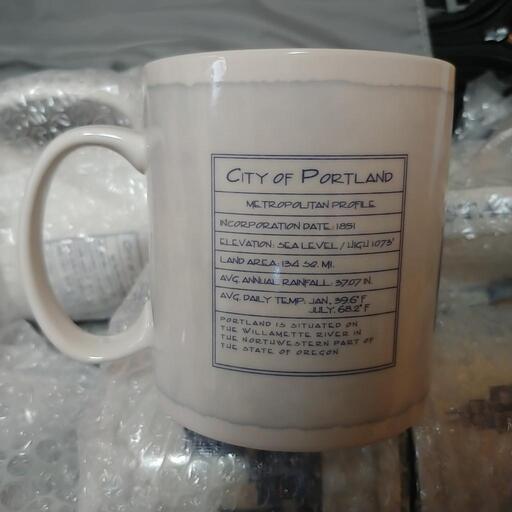 CITY OF PORTLAND
METROPOLITAN PROFILE
INCORPORATION DATE: 1851
ELEVATION: SEA LEVEL / HIGH 1073'
LAND AREA: 134 SQ. MI.
AVG. ANNUAL RAINFALL: 37.07 IN.
AVG. DAILY TEMP: JAN. 39.6° F
JULY. 68.2° F
PORTLAND IS SITUATED ON
THE WILLAMETTE RIVER IN
THE NORTHWESTERN PART OF
THE STATE OF OREGON